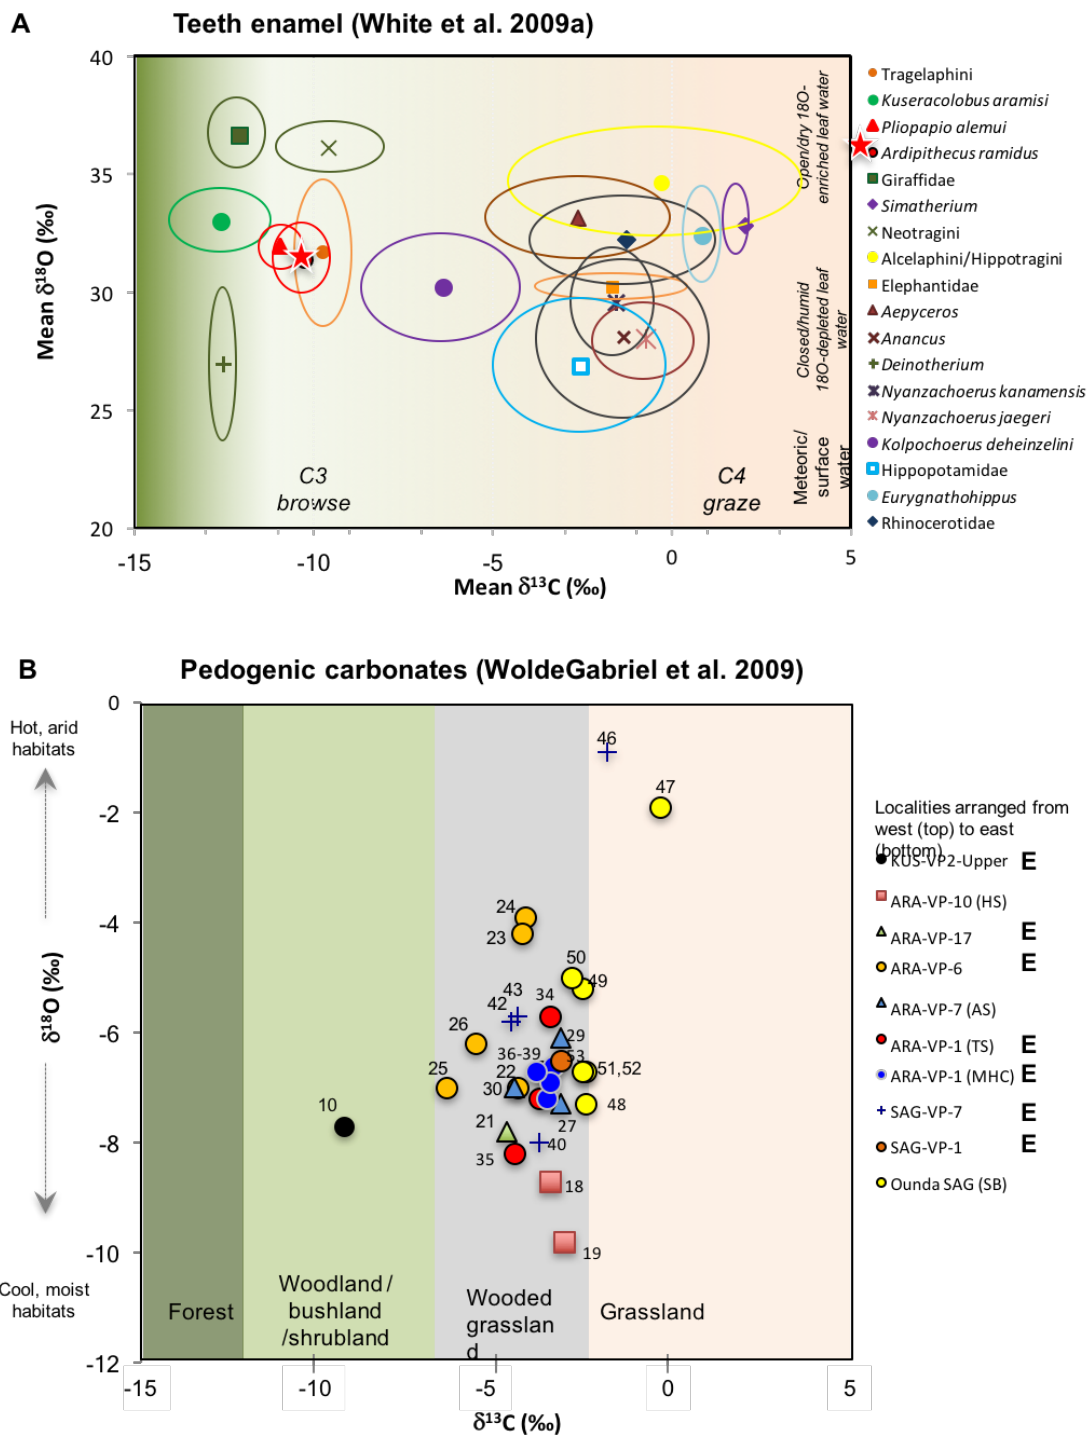 A
Teeth enamel (White et al. 2009a)
40
35
30
25
20
Mean δ18O (‰)
-15
-10
-5
0
5
Mean δ13C (‰)
C3
browse
C4
graze
Open/dry 18O-
enriched leaf water
Closed/humid
18O-depleted leaf
water
Meteoric/
surface
water
Tragelaphini
Kuseracolobus aramisi
Pliopapio alemui
Ardipithecus ramidus
Giraffidae
Simatherium
Neotragini
Alcelaphini/Hippotragini
Elephantidae
Aepyceros
Anancus
Deinotherium
Nyanzachoerus kanamensis
Nyanzachoerus jaegeri
Kolpochoerus deheinzelini
Hippopotamidae
Eurygnathohippus
Rhinocerotidae
B
Pedogenic carbonates (WoldeGabriel et al. 2009)
0
-2
-4
-6
-8
-10
-12
Hot, arid
habitats
δ18O (‰)
Cool, moist
habitats
46
47
24
23
50
49
43
42
34
26
29
36-39
53
25
22
51,52
30
48
10
21
27
40
35
18
19
Forest
Woodland /
bushland
/shrubland
Wooded
grasslan
d
Grassland
-15
-10
-5
0
5
δ13C (‰)
Localities arranged from
west (top) to east
(bottom)
KUS-VP2-Upper E
ARA-VP-10 (HS)
ARA-VP-17 E
ARA-VP-6 E
ARA-VP-7 (AS)
ARA-VP-1 (TS) E
ARA-VP-1 (MHC) E
SAG-VP-7 E
SAG-VP-1 E
Ounda SAG (SB)